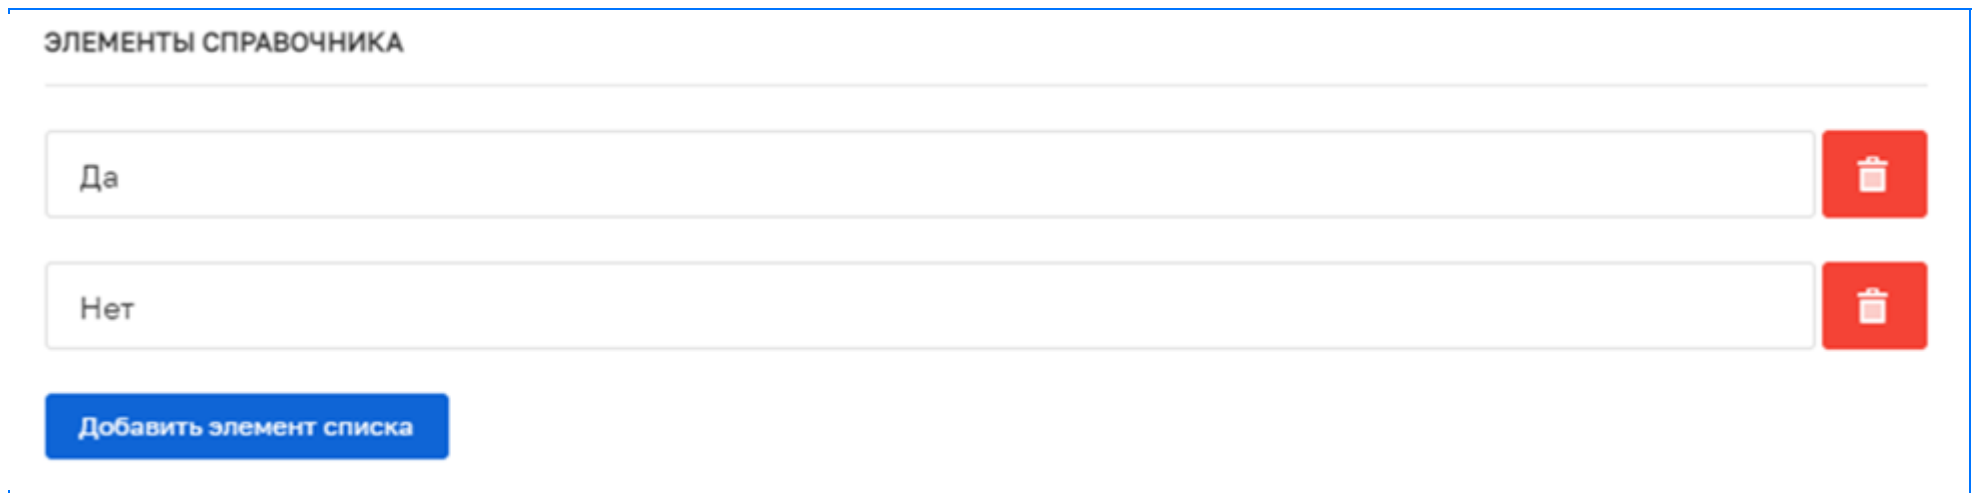 ЭЛЕМЕНТЫ СПРАВОЧНИКА
Да
Нет
Добавить элемент списка